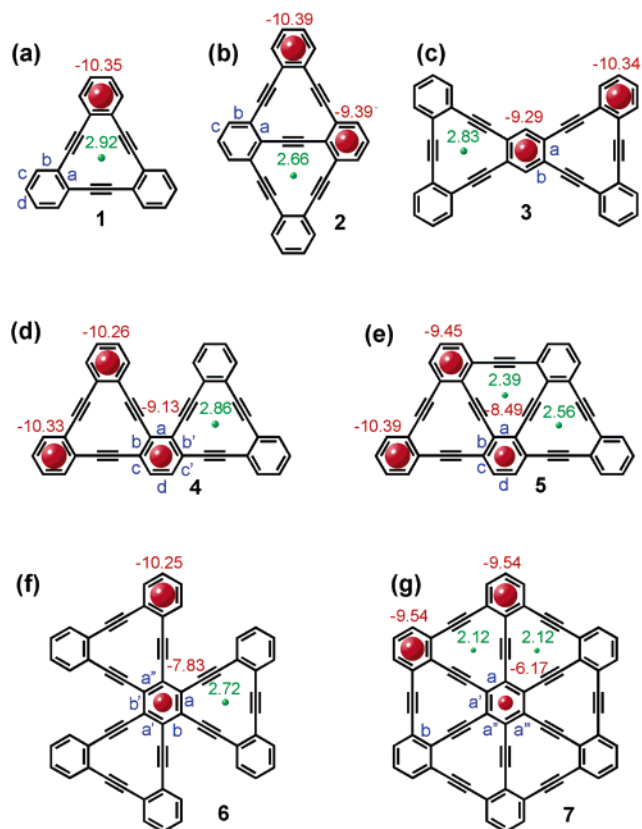 (a)
-10.35
2.92
b
c
a
d
1
(b)
-10.39
b
c
a
-9.39
2.66
2
(c)
-10.34
-9.29
2.83
a
b
3
(d)
-10.26
-10.33
-9.13
2.86
a
b
b'
c
c'
d
4
(e)
-9.45
2.39
-10.39
-8.49
2.56
a
b
c
d
5
(f)
-10.25
-7.83
a"
2.72
b'
a
a'
b
6
(g)
-9.54
-9.54
2.12
2.12
-6.17
a
a'
b
a"
a'"
7